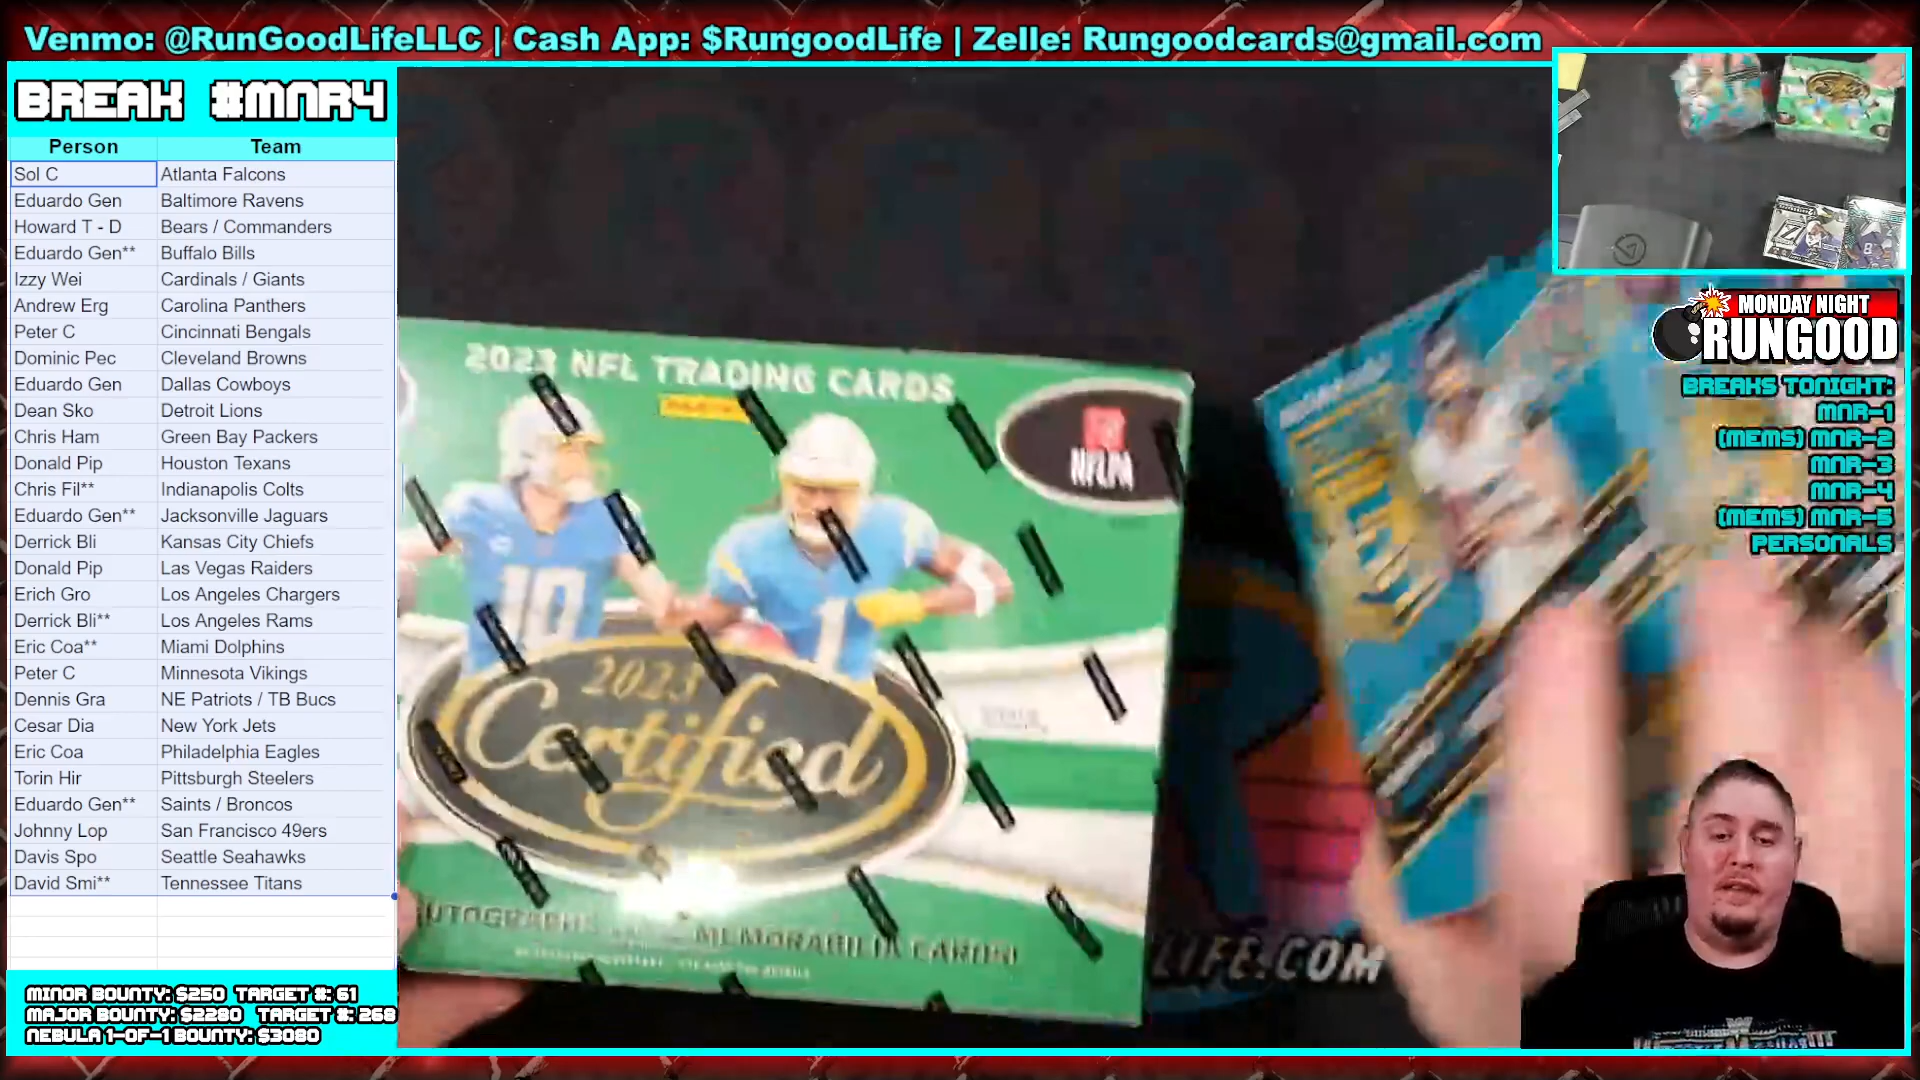 Venmo: @RunGoodLifeLLC | Cash App: $RungoodLife | Zelle: Rungoodcards@gmail.com
BREAK #MNR4
Person Team
Sol C Atlanta Falcons
Eduardo Gen Baltimore Ravens
Howard T - D Bears / Commanders
Eduardo Gen** Buffalo Bills
Izzy Wei Cardinals / Giants
Andrew Erg Carolina Panthers
Peter C Cincinnati Bengals
Dominic Pec Cleveland Browns
Eduardo Gen Dallas Cowboys
Dean Sko Detroit Lions
Chris Ham Green Bay Packers
Donald Pip Houston Texans
Chris Fil** Indianapolis Colts
Eduardo Gen** Jacksonville Jaguars
Derrick Bli Kansas City Chiefs
Donald Pip Las Vegas Raiders
Erich Gro Los Angeles Chargers
Derrick Bli** Los Angeles Rams
Eric Coa** Miami Dolphins
Peter C Minnesota Vikings
Dennis Gra NE Patriots / TB Bucs
Cesar Dia New York Jets
Eric Coa Philadelphia Eagles
Torin Hir Pittsburgh Steelers
Eduardo Gen** Saints / Broncos
Johnny Lop San Francisco 49ers
Davis Spo Seattle Seahawks
David Smi** Tennessee Titans
MINOR BOUNTY: $250 TARGET #: 61
MAJOR BOUNTY: $2280 TARGET #: 268
NEBULA 1-OF-1 BOUNTY: $3080
2023 NFL TRADING CARDS
PANINI
NFLPA
10
1
2023
Certified
MEMORABILIA CARDS!
LIFE.COM
MONDAY NIGHT
RUNGOOD
BREAKS TONIGHT:
MNR-1
(MEMS) MNR-2
MNR-3
MNR-4
(MEMS) MNR-5
PERSONALS